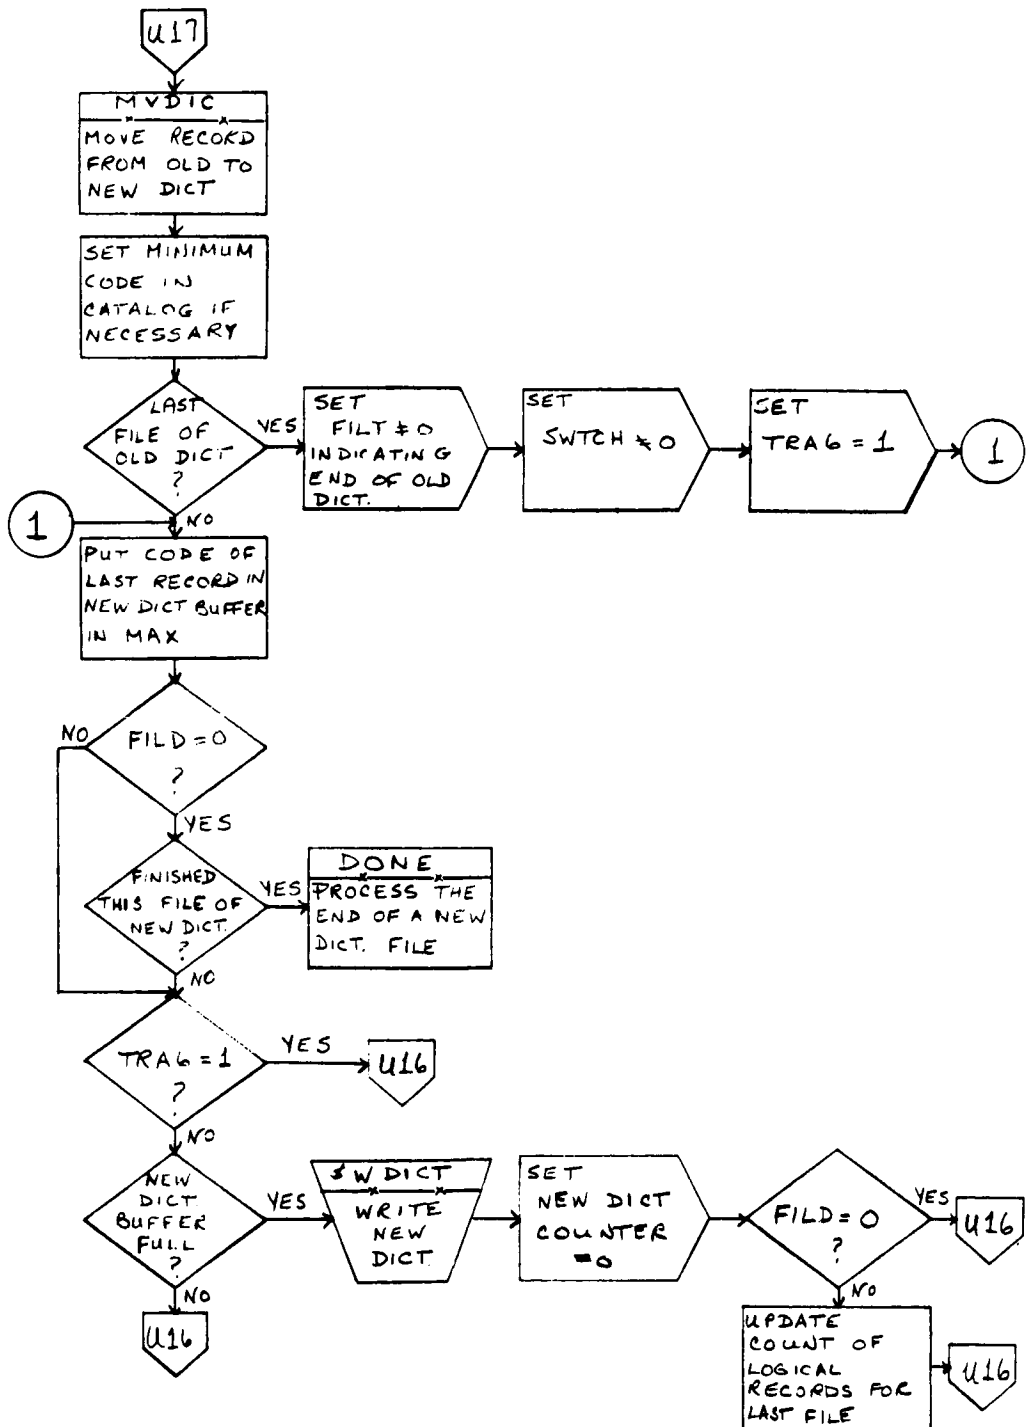 U17
MVDIC
MOVE RECORD
FROM OLD TO
NEW DICT
SET MINIMUM
CODE IN
CATALOG IF
NECESSARY
LAST
FILE OF
OLD DICT
?
YES
SET
FILT ≠ 0
INDICATING
END OF OLD
DICT.
SET
SWTCH ≠ 0
SET
TRA6 = 1
1
NO
1
PUT CODE OF
LAST RECORD IN
NEW DICT BUFFER
IN MAX
NO
FILD = 0
?
YES
FINISHED
THIS FILE OF
NEW DICT.
?
YES
DONE
PROCESS THE
END OF A NEW
DICT. FILE
NO
TRA6 = 1
?
YES
U16
NO
NEW
DICT
BUFFER
FULL
?
YES
$ W DICT
WRITE
NEW
DICT.
SET
NEW DICT
COUNTER
= 0
FILD = 0
?
YES
U16
NO
U16
NO
UPDATE
COUNT OF
LOGICAL
RECORDS FOR
LAST FILE
U16